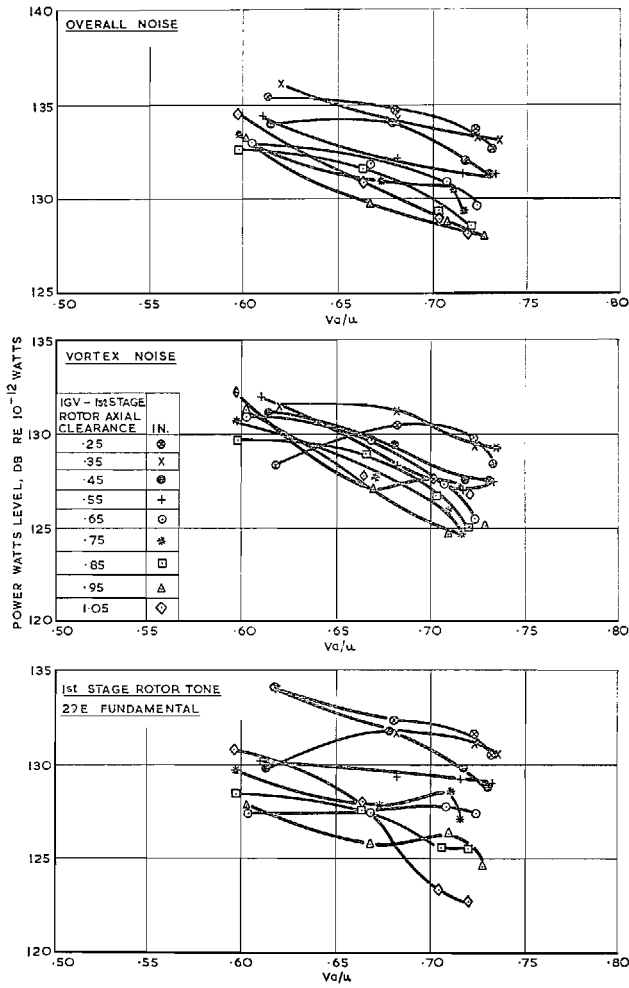 140
OVERALL NOISE
135
130
125
.50 .55 .60 .65 .70 .75 .80
Va/u
POWER WATTS LEVEL, DB RE 10⁻¹² WATTS
135
VORTEX NOISE
IGV – 1st STAGE ROTOR AXIAL CLEARANCE IN.
.25
.35 X
.45
.55 +
.65
.75
.85
.95
1.05
130
125
120
.50 .55 .60 .65 .70 .75 .80
Va/u
135
1st STAGE ROTOR TONE
27E FUNDAMENTAL
130
125
120
.50 .55 .60 .65 .70 .75 .80
Va/u